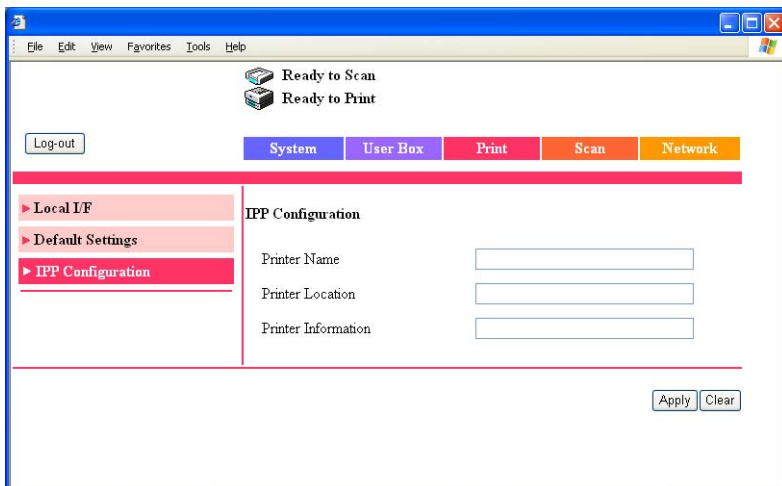 File Edit View Favorites Tools Help
Ready to Scan
Ready to Print
Log-out
System User Box Print Scan Network
Local I/F
Default Settings
IPP Configuration
IPP Configuration
Printer Name
Printer Location
Printer Information
Apply Clear